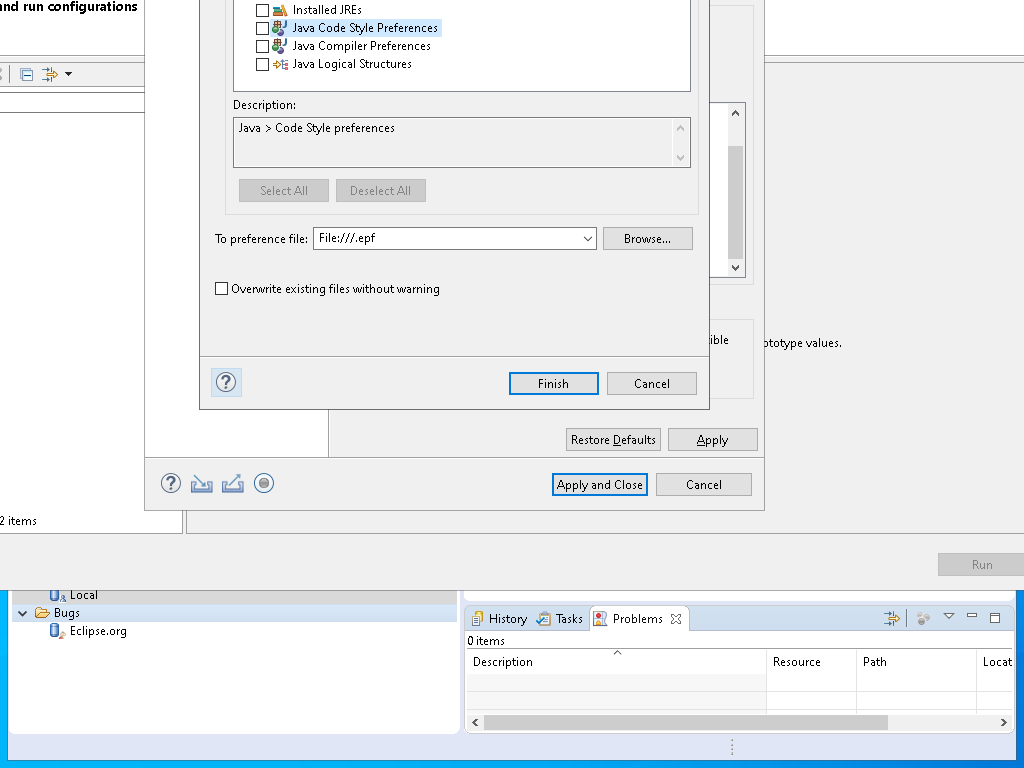 and run configurations
Installed JREs
Java Code Style Preferences
Java Compiler Preferences
Java Logical Structures
Description:
Java > Code Style preferences
Select All
Deselect All
To preference file:
File:///.epf
Browse...
Overwrite existing files without warning
ible
ototype values.
Finish
Cancel
Restore Defaults
Apply
Apply and Close
Cancel
2 items
Run
Local
Bugs
Eclipse.org
History
Tasks
Problems
0 items
Description
Resource
Path
Locat